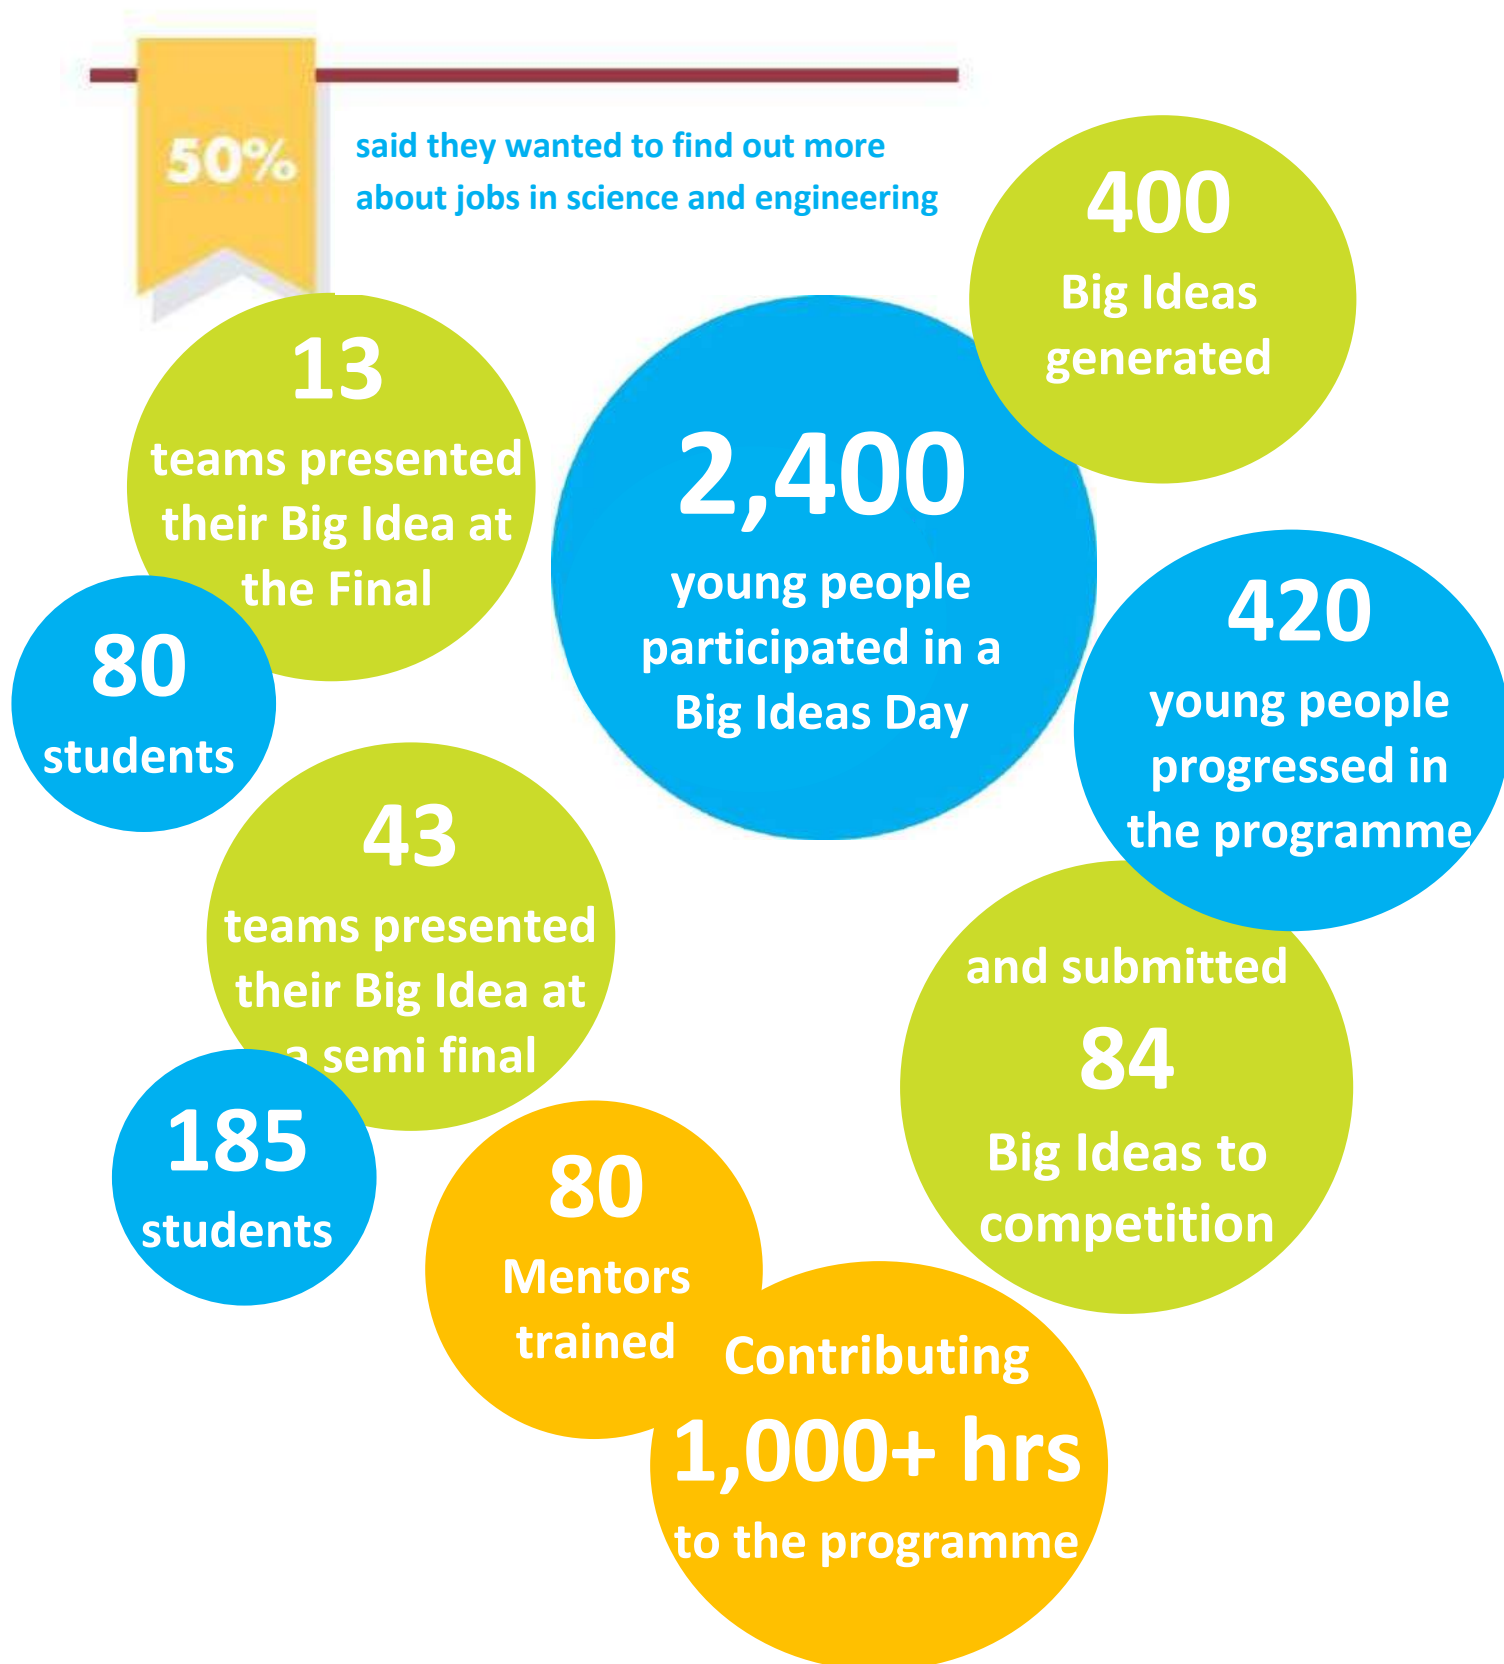 50%
said they wanted to find out more
about jobs in science and engineering
400
Big Ideas
generated
13
teams presented
their Big Idea at
the Final
80
students
2,400
young people
participated in a
Big Ideas Day
420
young people
progressed in
the programme
and submitted
84
Big Ideas to
competition
43
teams presented
their Big Idea at
a semi final
185
students
80
Mentors
trained
Contributing
1,000+ hrs
to the programme